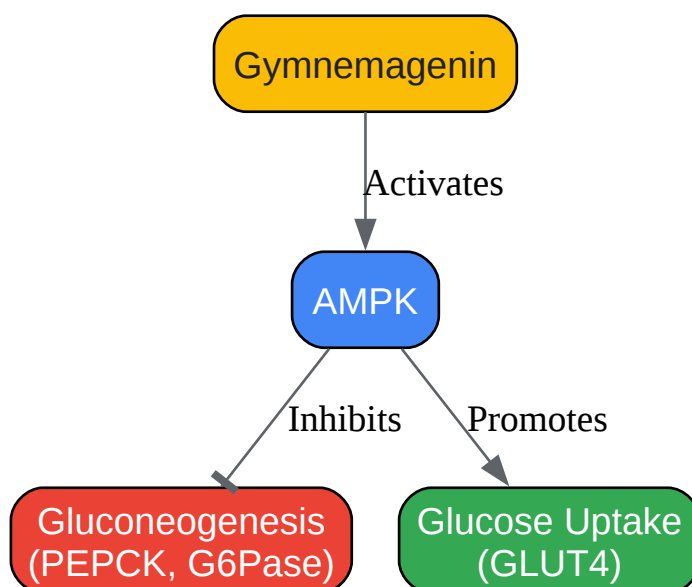 Gymnemagenin
Activates
AMPK
Inhibits
Promotes
Gluconeogenesis
(PEPCK, G6Pase)
Glucose Uptake
(GLUT4)